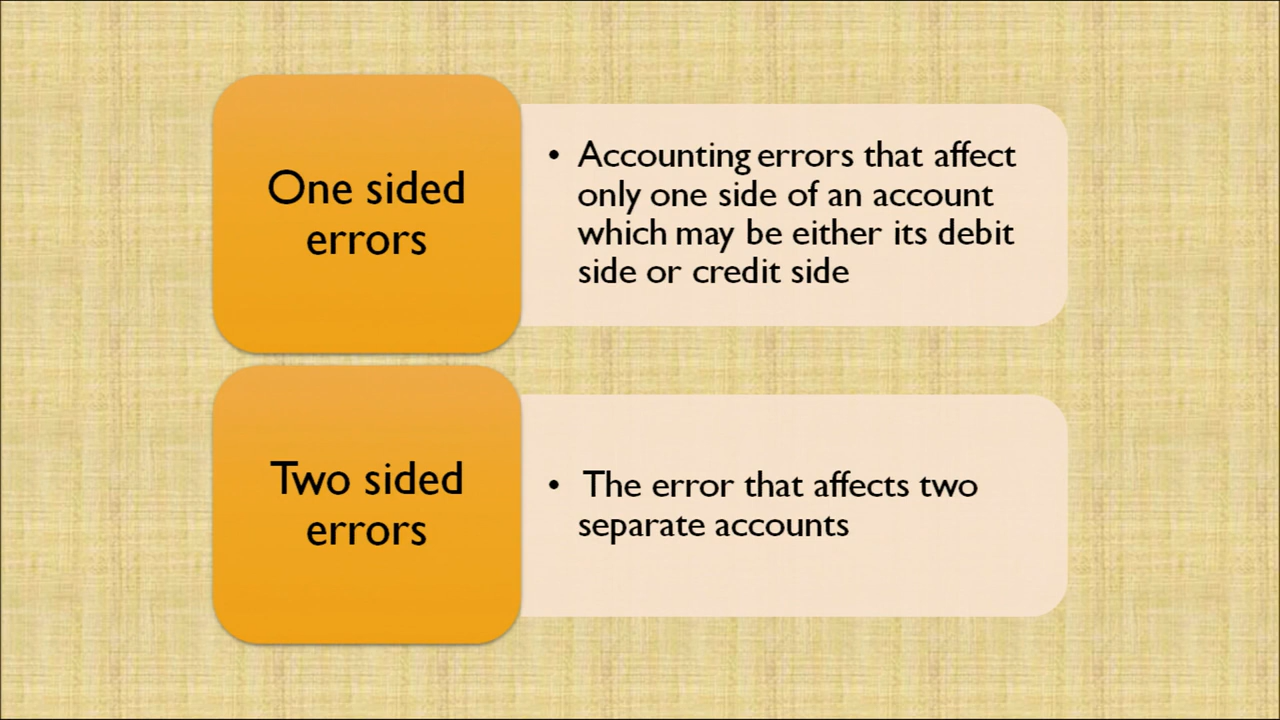 One sided
errors
• Accounting errors that affect
only one side of an account
which may be either its debit
side or credit side
Two sided
errors
• The error that affects two
separate accounts